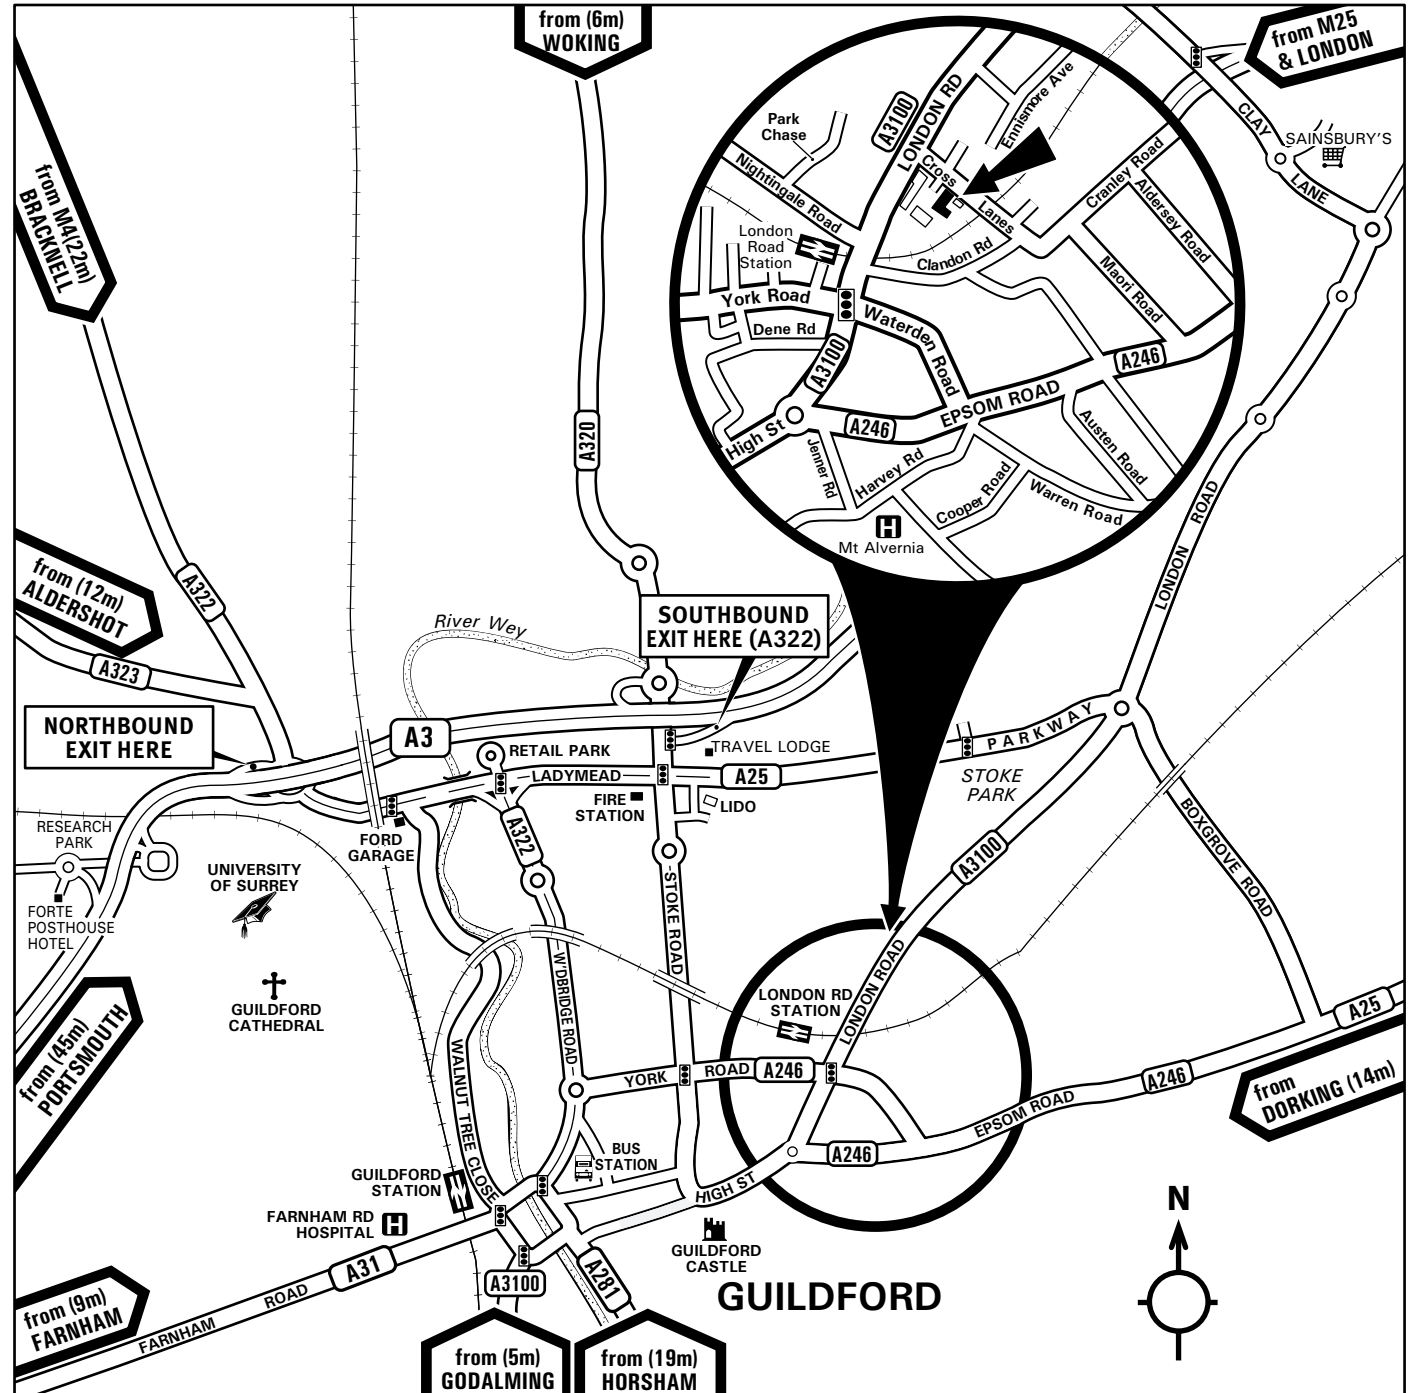 from (6m)
WOKING
from M25
& LONDON
from M4(22m)
BRACKNELL
CLAY
LANE
SAINSBURY'S
Park
Chase
A3100
LONDON RD
Ennismore Ave
Cross
Lanes
Nightingale Road
Cranley Road
Aldersey Road
London
Road
Station
Clandon Rd
Maori Road
York Road
Waterden Road
Dene Rd
A3100
A246
EPSOM ROAD
A246
High St
Jenner Rd
Harvey Rd
Cooper Road
Austen Road
Warren Road
H
Mt Alvernia
A320
LONDON ROAD
from (12m)
ALDERSHOT
A322
A323
River Wey
SOUTHBOUND
EXIT HERE (A322)
NORTHBOUND
EXIT HERE
A3
RETAIL PARK
TRAVEL LODGE
PARKWAY
LADYMEAD
A25
STOKE
PARK
FIRE
STATION
LIDO
FORD
GARAGE
A322
A3100
BOXGROVE ROAD
RESEARCH
PARK
UNIVERSITY
OF SURREY
FORTE
POSTHOUSE
HOTEL
STOKE ROAD
W'DBRIDGE ROAD
GUILDFORD
CATHEDRAL
LONDON RD
STATION
LONDON ROAD
A25
from (45m)
PORTSMOUTH
WALNUT TREE CLOSE
YORK
ROAD
A246
A246
from
DORKING (14m)
EPSOM ROAD
A246
BUS
STATION
GUILDFORD
STATION
HIGH ST
FARNHAM RD
HOSPITAL
H
GUILDFORD
CASTLE
N
A31
A3100
A281
GUILDFORD
from (9m)
FARNHAM
FARNHAM ROAD
from (5m)
GODALMING
from (19m)
HORSHAM